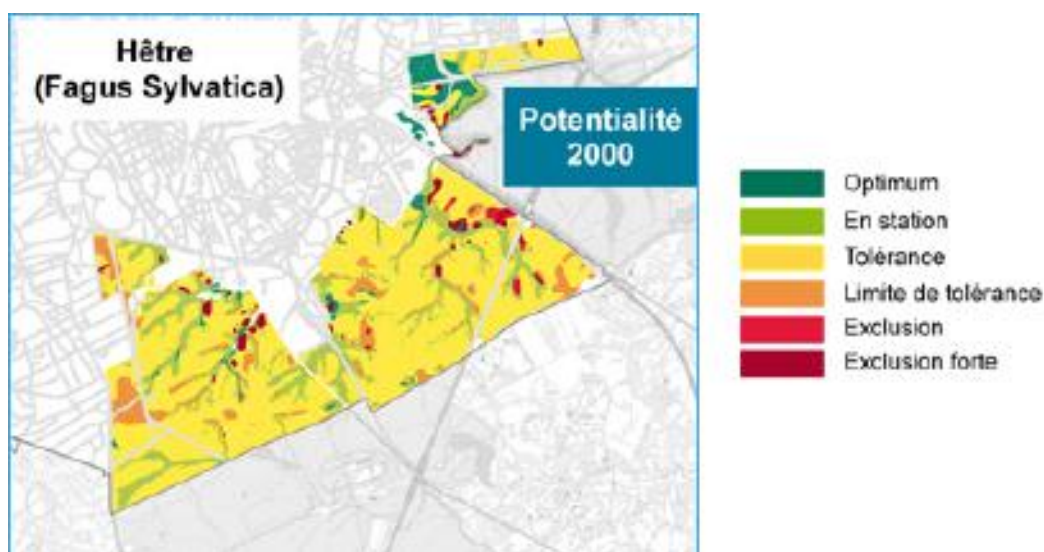 Hêtre
(Fagus Sylvatica)
Potentialité
2000
Optimum
En station
Tolérance
Limite de tolérance
Exclusion
Exclusion forte